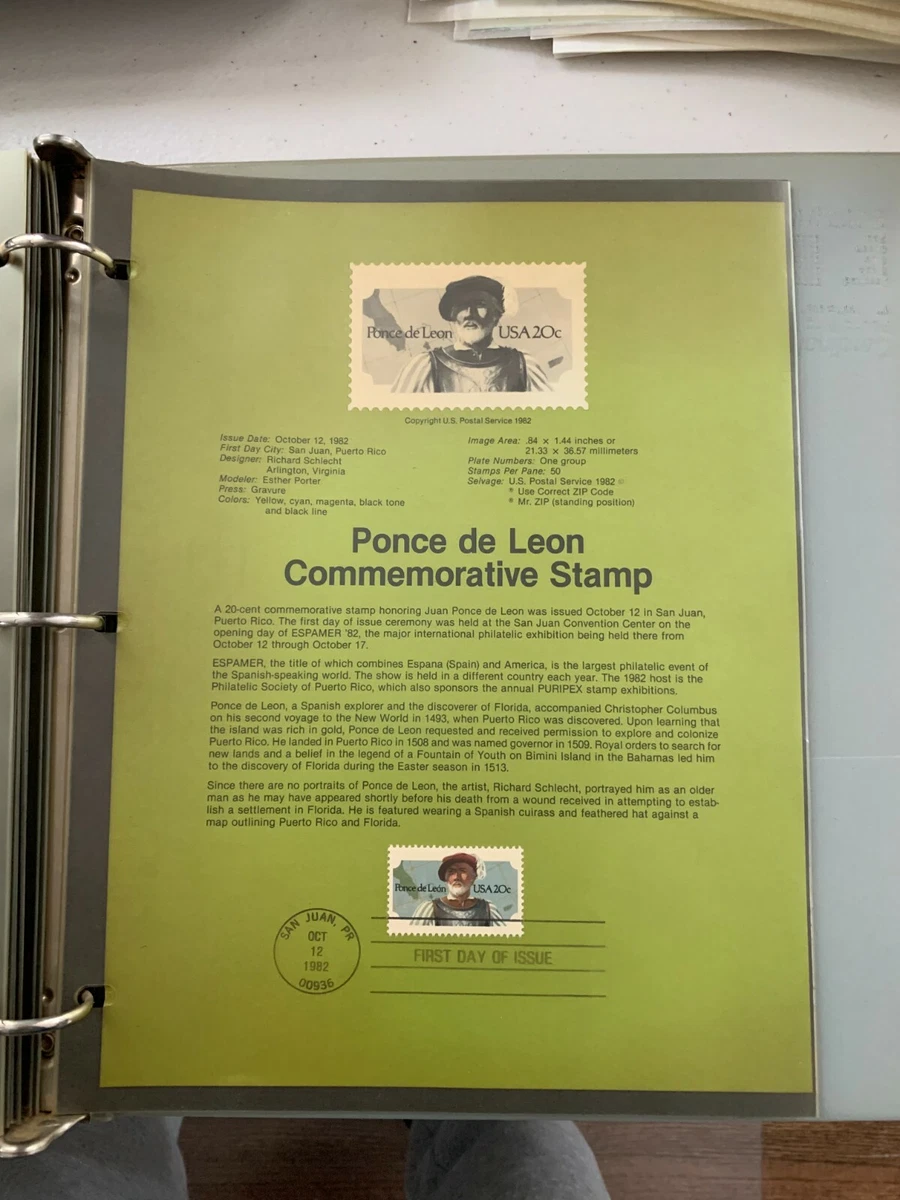 Ponce de Leon USA 20c
Copyright U.S. Postal Service 1982
Issue Date: October 12, 1982
First Day City: San Juan, Puerto Rico
Designer: Richard Schlecht
Arlington, Virginia
Modeler: Esther Porter
Press: Gravure
Colors: Yellow, cyan, magenta, black tone
and black line
Image Area: .84 × 1.44 inches or
21.33 × 36.57 millimeters
Plate Numbers: One group
Stamps Per Pane: 50
Selvage: U.S. Postal Service 1982 ©
* Use Correct ZIP Code
* Mr. ZIP (standing position)
Ponce de Leon
Commemorative Stamp
A 20-cent commemorative stamp honoring Juan Ponce de Leon was issued October 12 in San Juan,
Puerto Rico. The first day of issue ceremony was held at the San Juan Convention Center on the
opening day of ESPAMER '82, the major international philatelic exhibition being held there from
October 12 through October 17.
ESPAMER, the title of which combines Espana (Spain) and America, is the largest philatelic event of
the Spanish-speaking world. The show is held in a different country each year. The 1982 host is the
Philatelic Society of Puerto Rico, which also sponsors the annual PURIPEX stamp exhibitions.
Ponce de Leon, a Spanish explorer and the discoverer of Florida, accompanied Christopher Columbus
on his second voyage to the New World in 1493, when Puerto Rico was discovered. Upon learning that
the island was rich in gold, Ponce de Leon requested and received permission to explore and colonize
Puerto Rico. He landed in Puerto Rico in 1508 and was named governor in 1509. Royal orders to search for
new lands and a belief in the legend of a Fountain of Youth on Bimini Island in the Bahamas led him
to the discovery of Florida during the Easter season in 1513.
Since there are no portraits of Ponce de Leon, the artist, Richard Schlecht, portrayed him as an older
man as he may have appeared shortly before his death from a wound received in attempting to estab-
lish a settlement in Florida. He is featured wearing a Spanish cuirass and feathered hat against a
map outlining Puerto Rico and Florida.
Ponce de León USA 20c
SAN JUAN, PR
OCT
12
1982
00936
FIRST DAY OF ISSUE